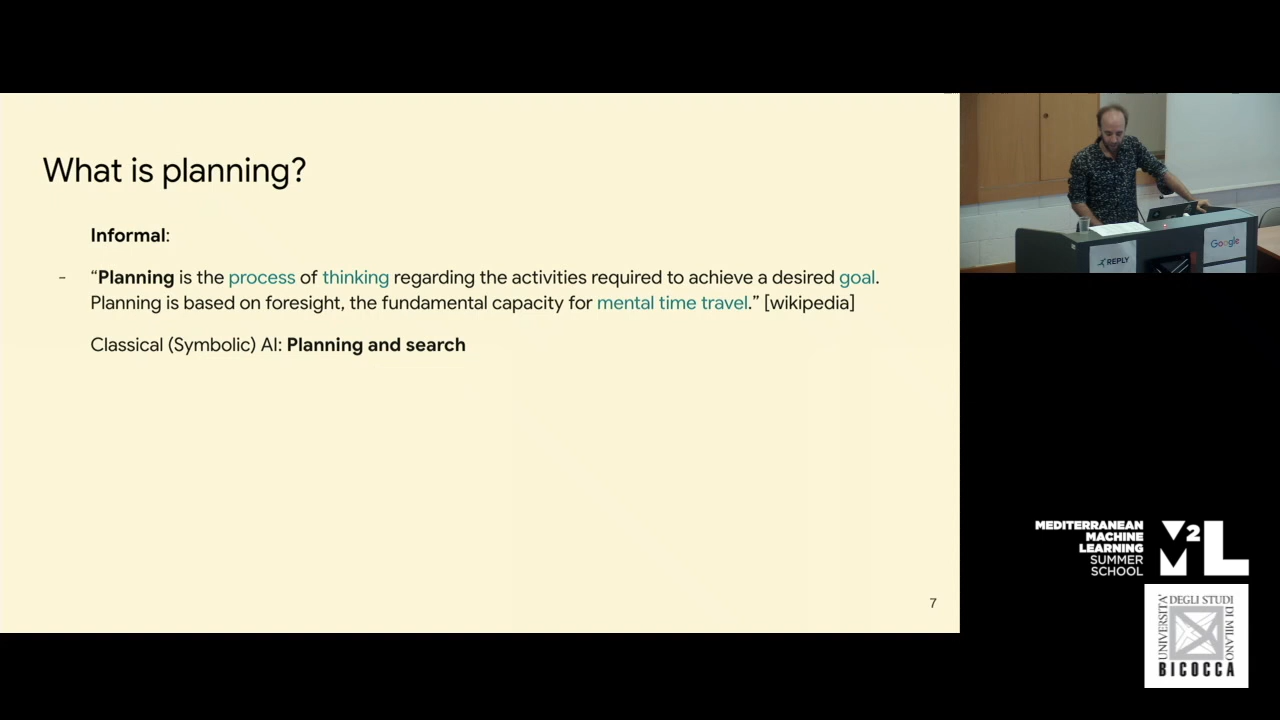 What is planning?
Informal:
- “Planning is the process of thinking regarding the activities required to achieve a desired goal.
Planning is based on foresight, the fundamental capacity for mental time travel.” [wikipedia]
Classical (Symbolic) AI: Planning and search
7
REPLY
Google
MEDITERRANEAN
MACHINE
LEARNING
SUMMER
SCHOOL
M2L
UNIVERSITÀ
DEGLI STUDI
DI MILANO
BICOCCA